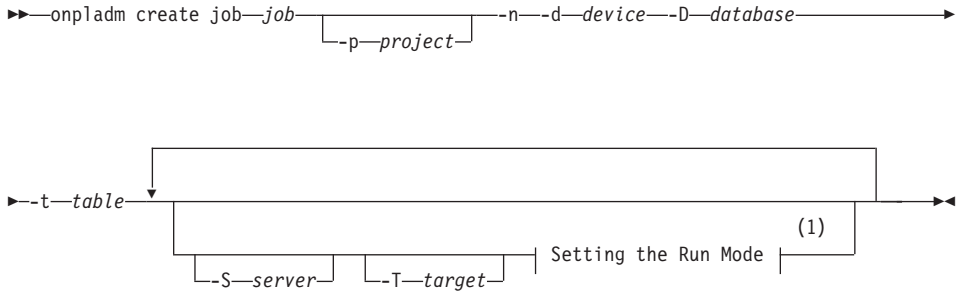 onpladm create job job -n -d device -D database
-p project
-t table
(1)
Setting the Run Mode
-S server -T target